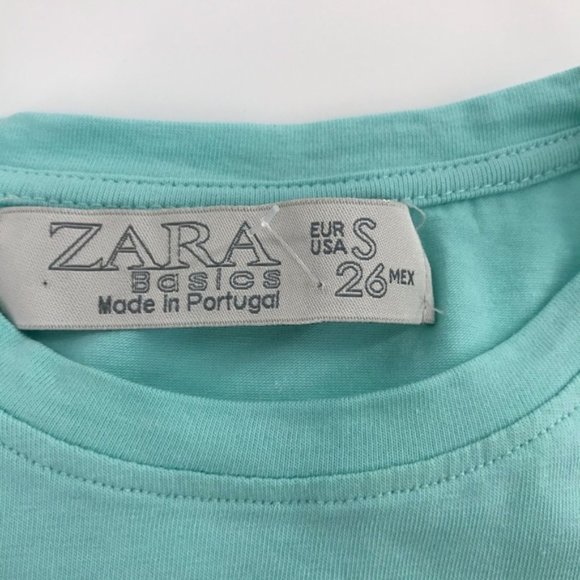 ZARA
Basics
Made in Portugal
EUR
USA S
26 MEX